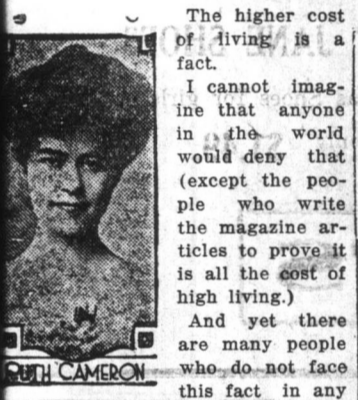 The higher cost
of living is a
fact.
I cannot imag-
ine that anyone
in the world
would deny that
(except the peo-
ple who write
the magazine ar-
ticles to prove it
is all the cost of
high living.)
And yet there
are many people
who do not face
this fact in any
RUTH CAMERON